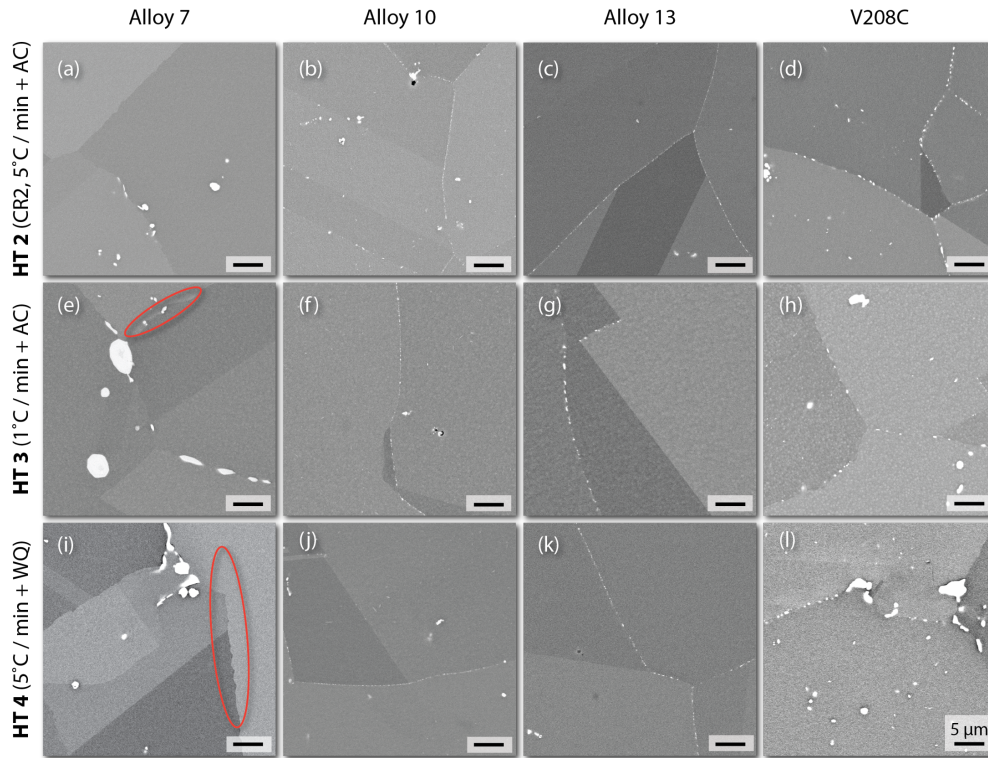 Alloy 7 Alloy 10 Alloy 13 V208C
HT 2 (CR2, 5˚C / min + AC)
(a) (b) (c) (d)
HT 3 (1˚C / min + AC)
(e) (f) (g) (h)
HT 4 (5˚C / min + WQ)
(i) (j) (k) (l)
5 µm